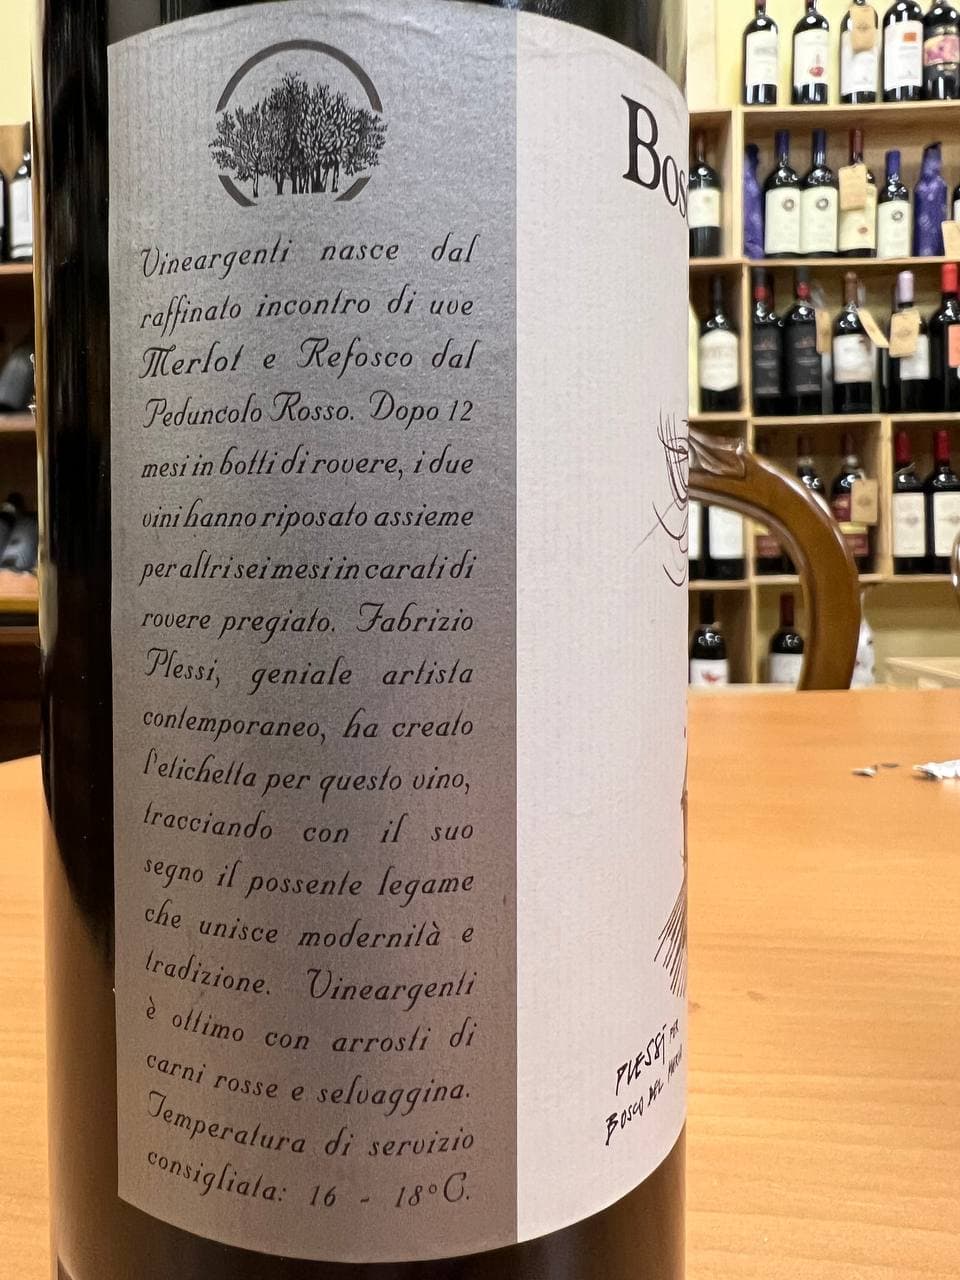 Vineargenti nasce dal
raffinato incontro di uve
Merlot e Refosco dal
Peduncolo Rosso. Dopo 12
mesi in botti di rovere, i due
vini hanno riposato assieme
per altri sei mesi in carati di
rovere pregiato. Fabrizio
Plessi, geniale artista
contemporaneo, ha creato
l'etichetta per questo vino,
tracciando con il suo
segno il possente legame
che unisce modernità e
tradizione. Vineargenti
è ottimo con arrosti di
carni rosse e selvaggina.
Temperatura di servizio
consigliata: 16 - 18°C.
Bos
PLESSI PER
BOSCO DEL